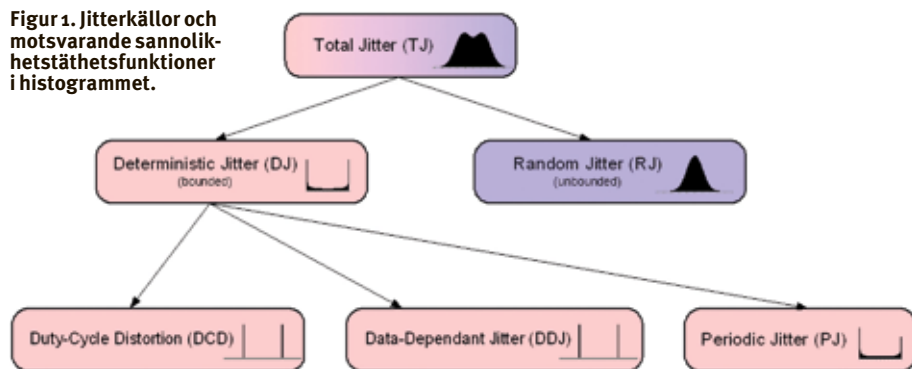 Figur 1. Jitterkällor och
motsvarande sannolik-
hetstäthetsfunktioner
i histogrammet.
Total Jitter (TJ)
Deterministic Jitter (DJ)
(bounded)
Random Jitter (RJ)
(unbounded)
Duty-Cycle Distortion (DCD)
Data-Dependant Jitter (DDJ)
Periodic Jitter (PJ)